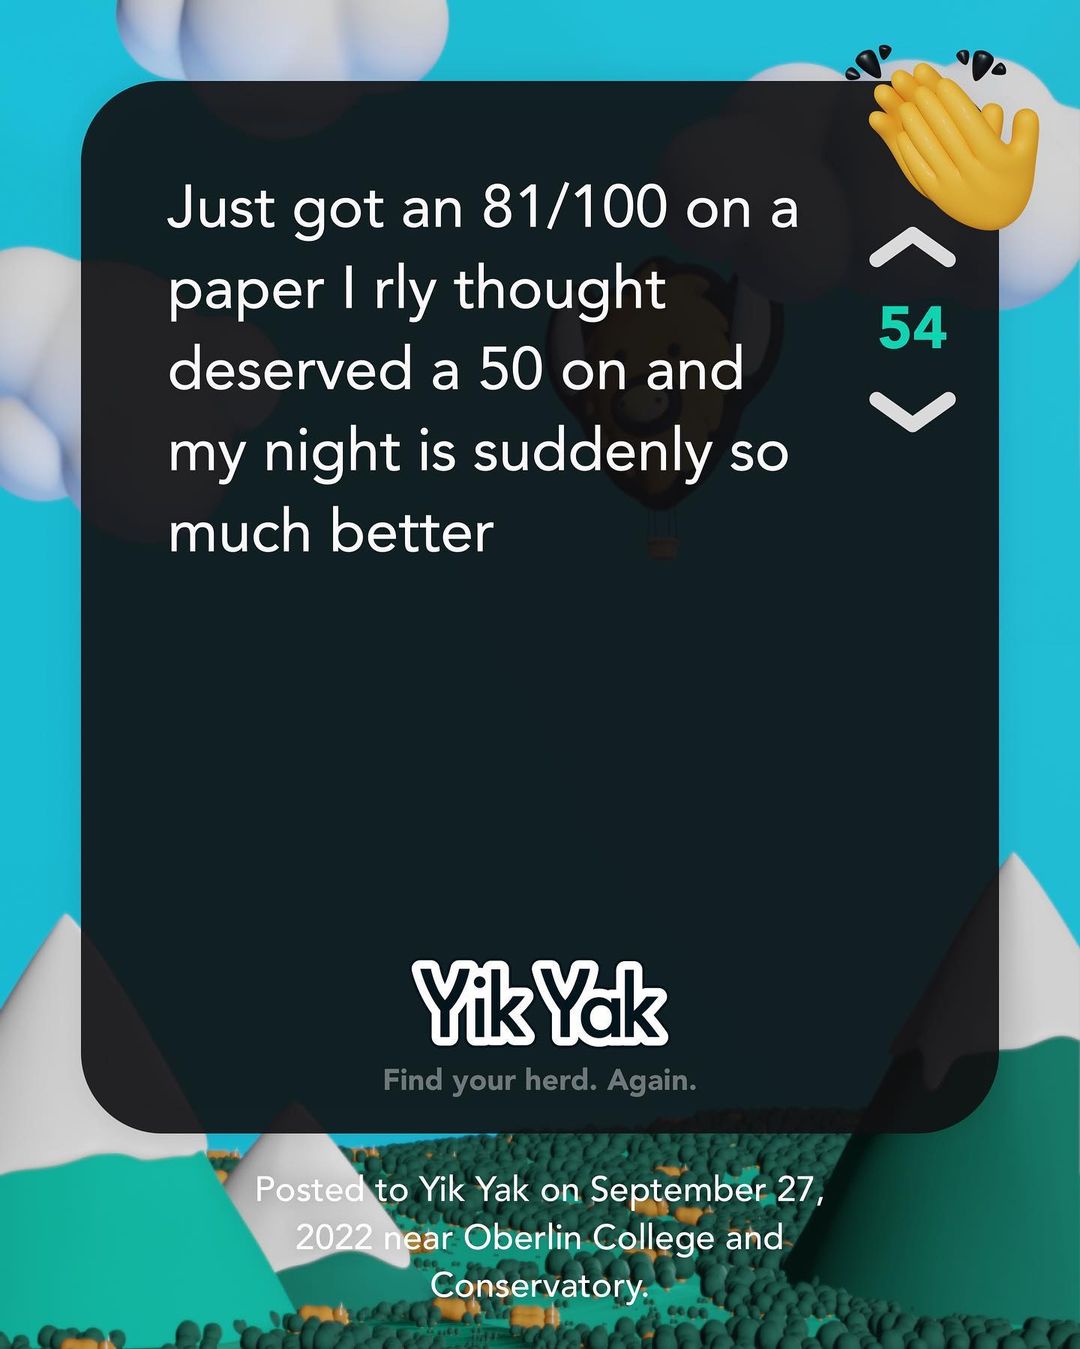 Just got an 81/100 on a
paper I rly thought
deserved a 50 on and
my night is suddenly so
much better
54
Yik Yak
Find your herd. Again.
Posted to Yik Yak on September 27,
2022 near Oberlin College and
Conservatory.